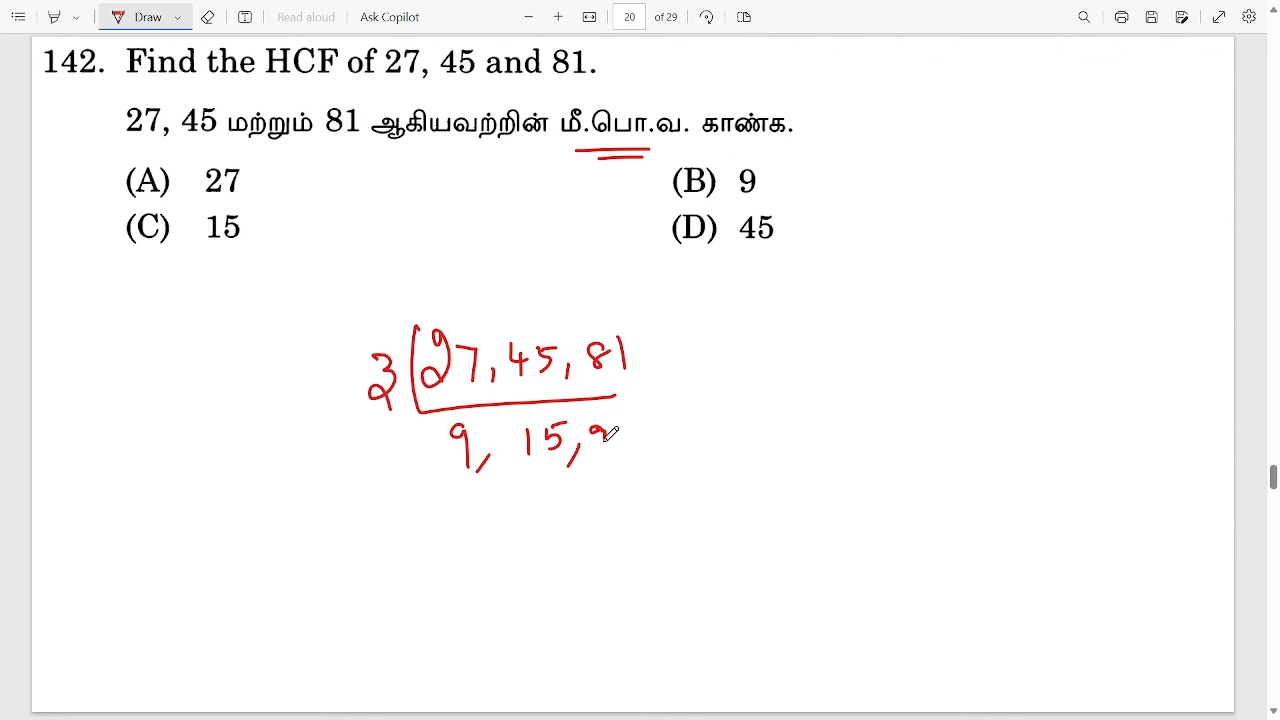 Draw
Read aloud
Ask Copilot
20
of 29
142. Find the HCF of 27, 45 and 81.
27, 45 மற்றும் 81 ஆகியவற்றின் மீ.பொ.வ. காண்க.
(A) 27 (B) 9
(C) 15 (D) 45
3 27, 45, 81
9, 15,